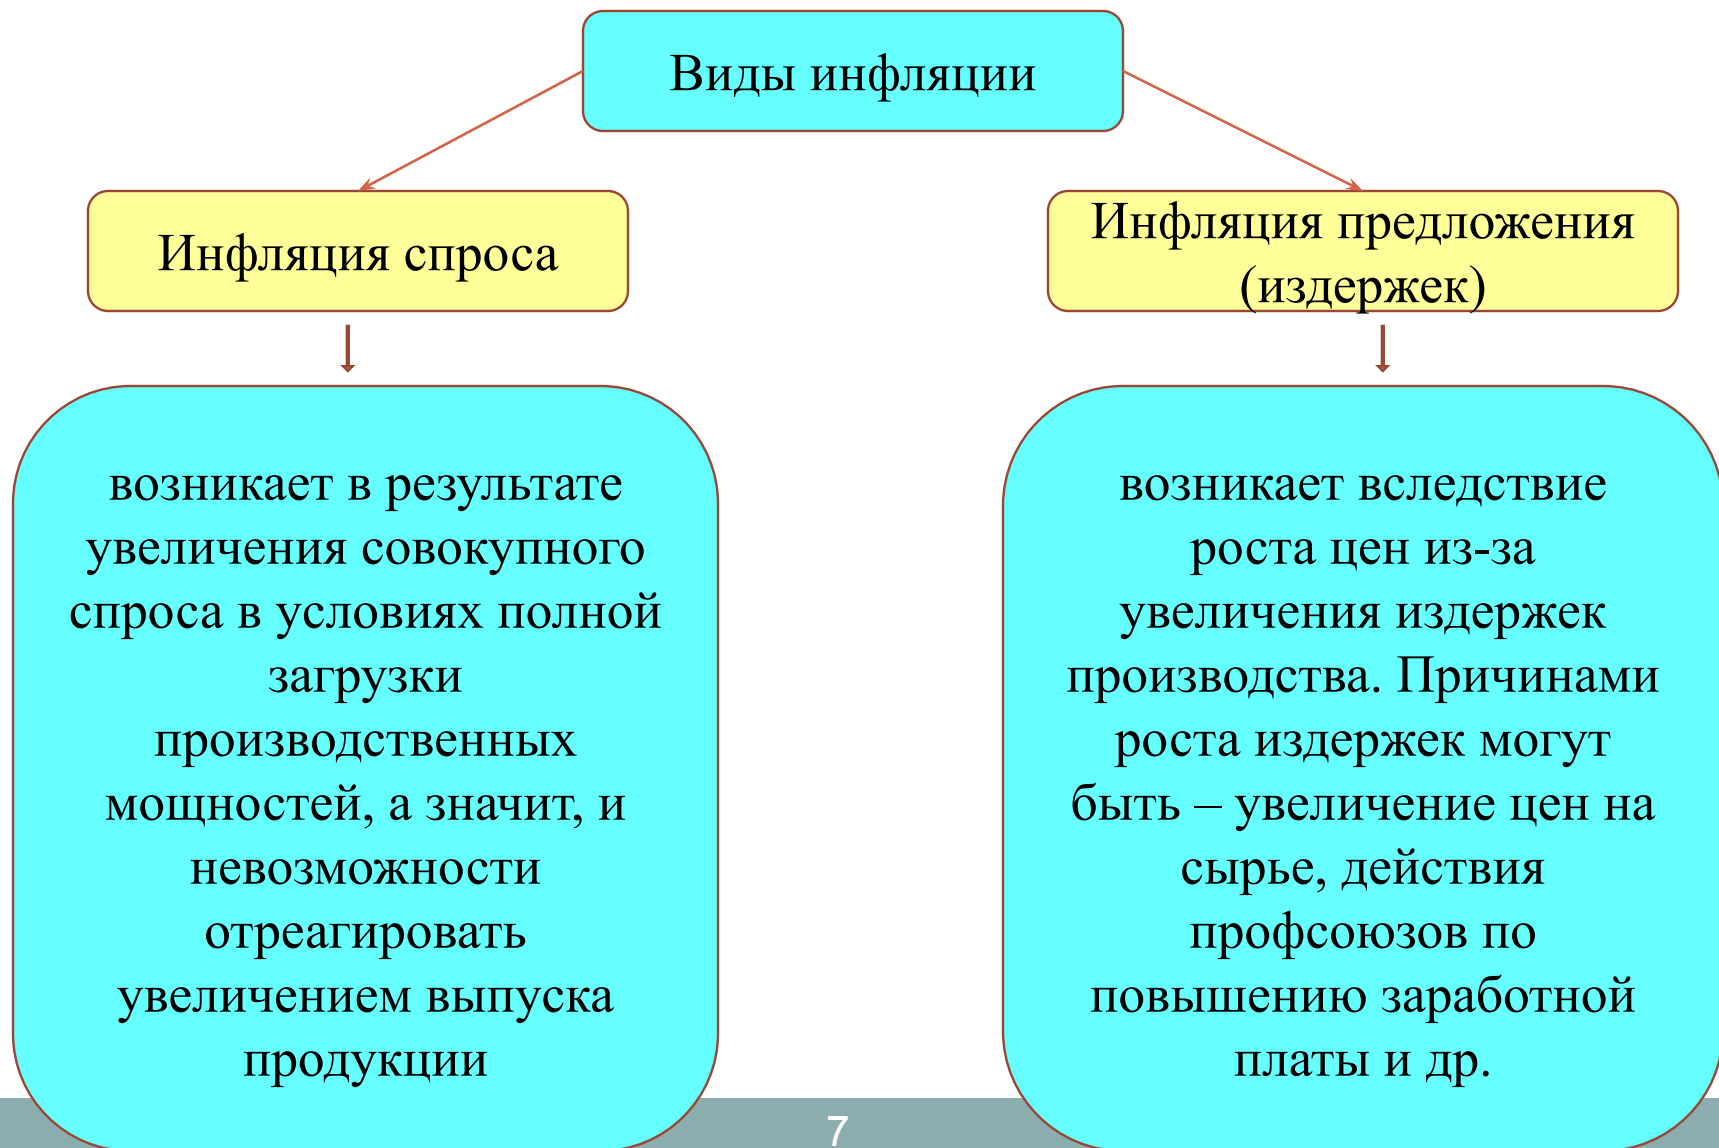 Виды инфляции
Инфляция спроса
Инфляция предложения
(издержек)
возникает в результате
увеличения совокупного
спроса в условиях полной
загрузки
производственных
мощностей, а значит, и
невозможности
отреагировать
увеличением выпуска
продукции
возникает вследствие
роста цен из-за
увеличения издержек
производства. Причинами
роста издержек могут
быть – увеличение цен на
сырье, действия
профсоюзов по
повышению заработной
платы и др.
7